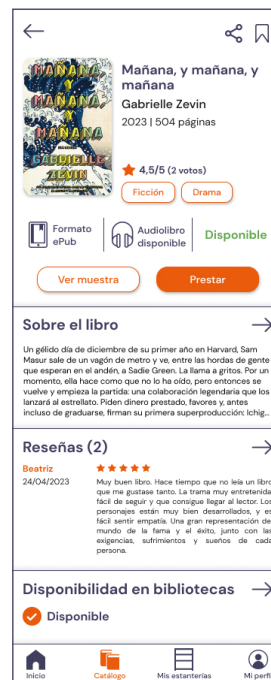 MAÑANA,
Y
MAÑANA,
Y
MAÑANA
GABRIELLE
ZEVIN
Mañana, y mañana, y
mañana
Gabrielle Zevin
2023 | 504 páginas
4,5/5 (2 votos)
Ficción
Drama
Formato
ePub
Audiolibro
disponible
Disponible
Ver muestra
Prestar
Sobre el libro
Un gélido día de diciembre de su primer año en Harvard, Sam
Masur sale de un vagón de metro y ve, entre las hordas de gente
que esperan en el andén, a Sadie Green. La llama a gritos. Por un
momento, ella hace como que no lo ha oído, pero entonces se
vuelve y empieza la partida: una colaboración legendaria que los
lanzará al estrellato. Piden dinero prestado, favores y, antes
incluso de graduarse, firman su primera superproducción: Ichig...
Reseñas (2)
Beatriz
24/04/2023
Muy buen libro. Hace tiempo que no leía un libro
que me gustase tanto. La trama muy entretenida
fácil de seguir y que consigue llegar al lector. Los
personajes están muy bien desarrollados, y es
fácil sentir empatía. Una gran representación del
mundo de la fama y el éxito, junto con las
exigencias, sufrimientos y sueños de cada
persona.
Disponibilidad en bibliotecas
Disponible
Inicio
Catálogo
Mis estanterías
Mi perfi